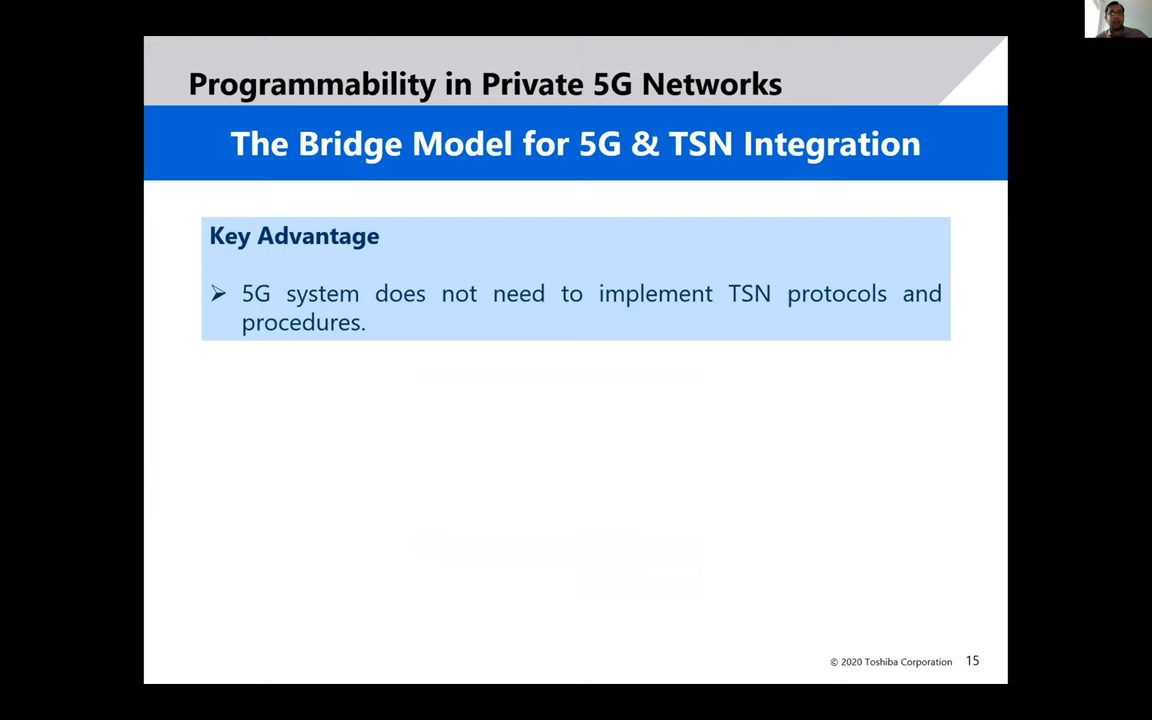 Programmability in Private 5G Networks
The Bridge Model for 5G & TSN Integration
Key Advantage
➢ 5G system does not need to implement TSN protocols and
procedures.
© 2020 Toshiba Corporation 15